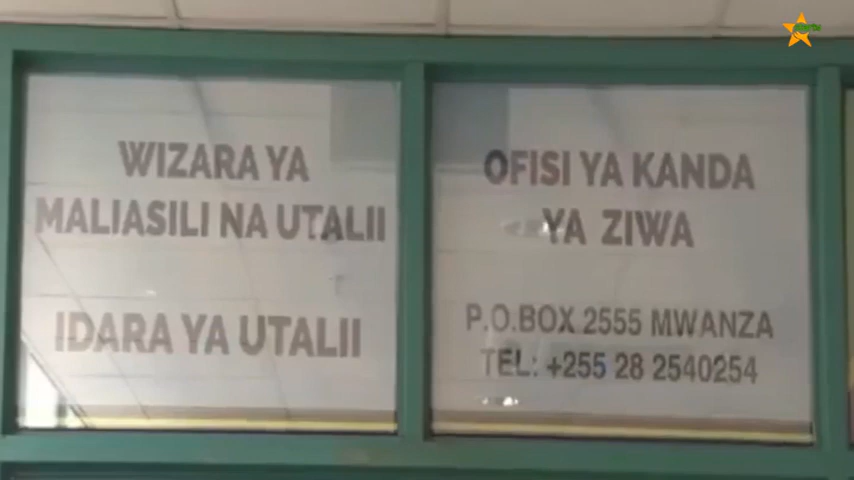 WIZARA YA
MALIASILI NA UTALII
IDARA YA UTALII
OFISI YA KANDA
YA ZIWA
P.O.BOX 2555 MWANZA
TEL: +255 28 2540254